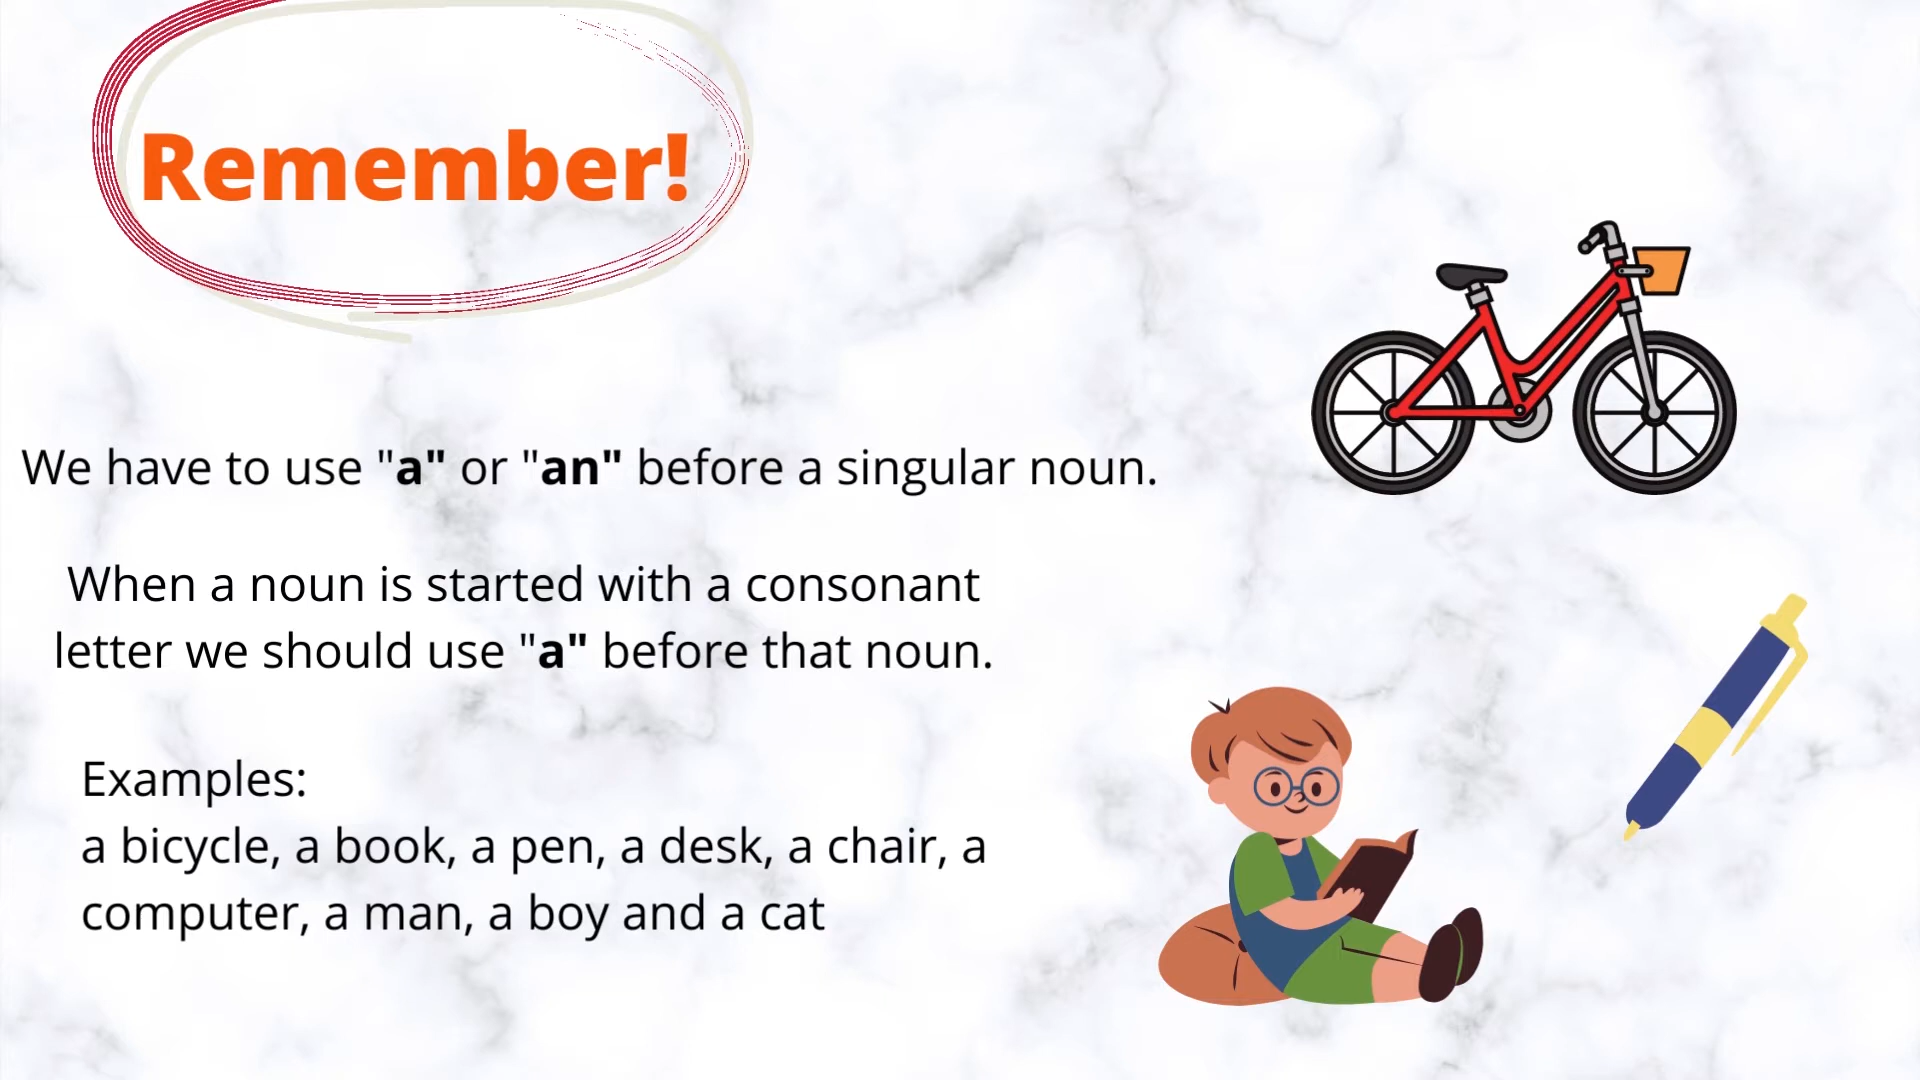 Remember!
We have to use "a" or "an" before a singular noun.
When a noun is started with a consonant
letter we should use "a" before that noun.
Examples:
a bicycle, a book, a pen, a desk, a chair, a
computer, a man, a boy and a cat